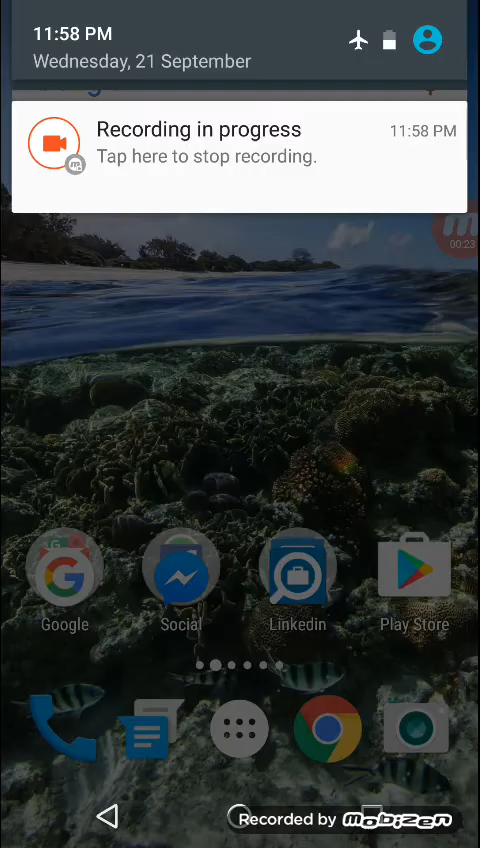 11:58 PM
Wednesday, 21 September
Recording in progress
11:58 PM
Tap here to stop recording.
00:23
Google
Social
Linkedin
Play Store
Recorded by mobizen